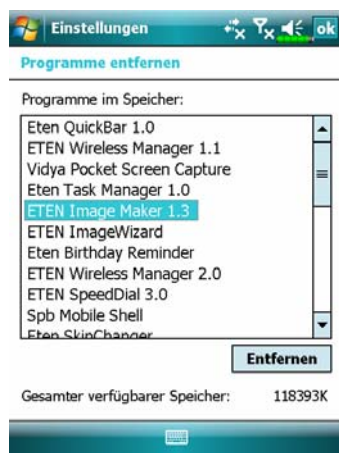 Einstellungen ok
Programme entfernen
Programme im Speicher:
Eten QuickBar 1.0
ETEN Wireless Manager 1.1
Vidya Pocket Screen Capture
Eten Task Manager 1.0
ETEN Image Maker 1.3
ETEN ImageWizard
Eten Birthday Reminder
ETEN Wireless Manager 2.0
ETEN SpeedDial 3.0
Spb Mobile Shell
Eten SkinChanger
Entfernen
Gesamter verfügbarer Speicher: 118393K